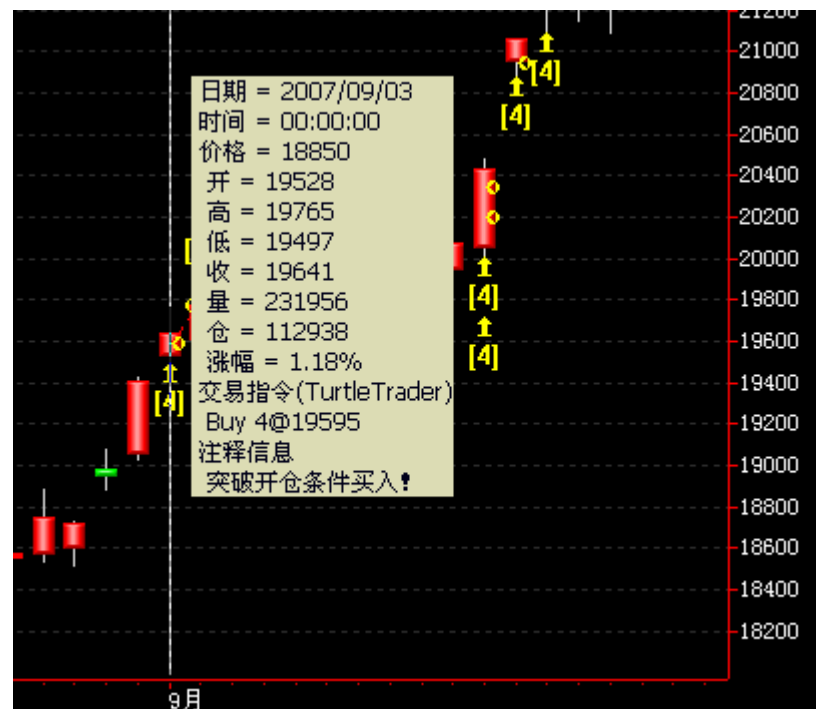 日期 = 2007/09/03
时间 = 00:00:00
价格 = 18850
开 = 19528
高 = 19765
低 = 19497
收 = 19641
量 = 231956
仓 = 112938
涨幅 = 1.18%
交易指令(TurtleTrader)
Buy 4@19595
注释信息
突破开仓条件买入!
[4]
[4]
[4]
[4]
[4]
21200
21000
20800
20600
20400
20200
20000
19800
19600
19400
19200
19000
18800
18600
18400
18200
9月